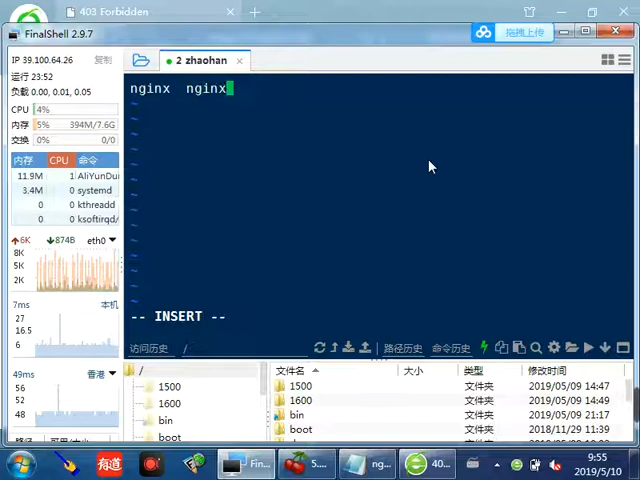 403 Forbidden
FinalShell 2.9.7
拖拽上传
IP 39.100.64.26 复制
运行 23:52
负载 0.00, 0.01, 0.05
CPU 4%
内存 5% 394M/7.6G
交换 0% 0/0
内存 CPU 命令
11.9M 1 AliYunDui
3.4M 0 systemd
0 0 kthreadd
0 0 ksoftirqd/
6K 874B eth0
8K
5K
2K
7ms 本机
27
16.5
6
49ms 香港
56
52
48
2 zhaohan
nginx nginx
~
~
~
~
~
~
~
~
~
~
~
-- INSERT --
访问历史 / 路径历史 命令历史
/
1500
1600
bin
boot
文件名 大小 类型 修改时间
1500 文件夹 2019/05/09 14:47
1600 文件夹 2019/05/09 14:49
bin 文件夹 2019/05/09 21:17
boot 文件夹 2018/11/29 11:39
有道
Fin...
5....
ng...
40...
9:55
2019/5/10